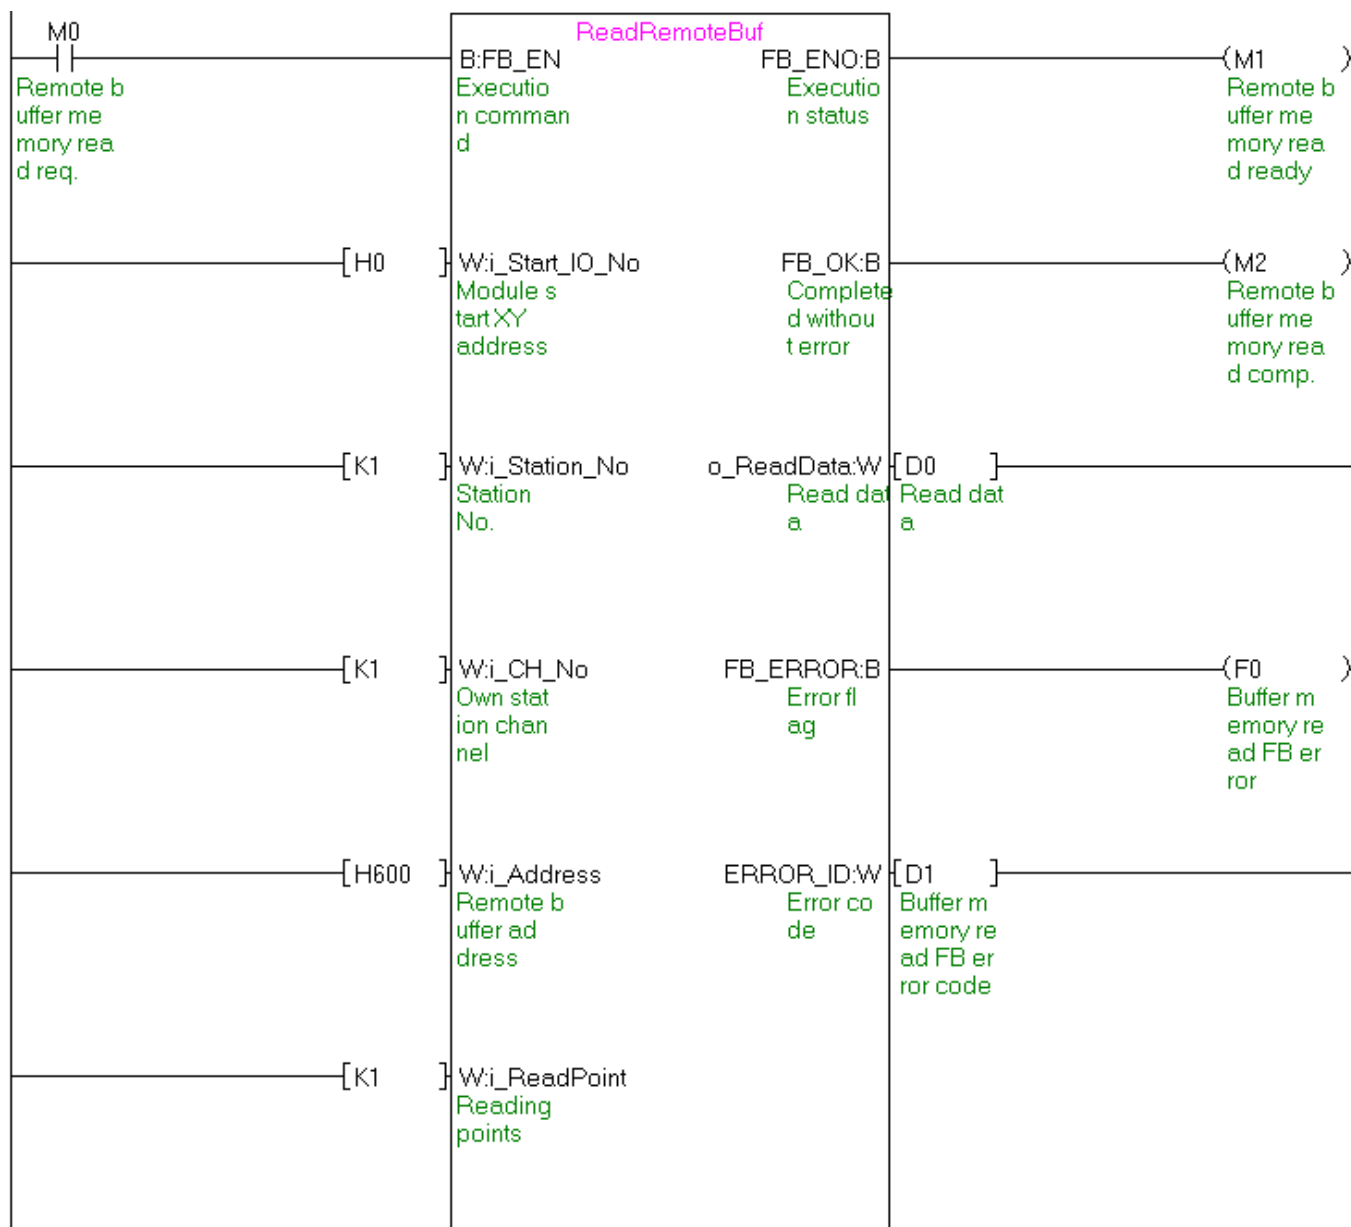 M0
ReadRemoteBuf
B:FB_EN
FB_ENO:B
(M1 )
Remote b
uffer me
mory rea
d req.
Executio
n comman
d
Executio
n status
Remote b
uffer me
mory rea
d ready
[H0 ]
W:i_Start_IO_No
FB_OK:B
(M2 )
Module s
tart XY
address
Complete
d withou
t error
Remote b
uffer me
mory rea
d comp.
[K1 ]
W:i_Station_No
o_ReadData:W
[D0 ]
Station
No.
Read dat
a
Read dat
a
[K1 ]
W:i_CH_No
FB_ERROR:B
(F0 )
Own stat
ion chan
nel
Error fl
ag
Buffer m
emory re
ad FB er
ror
[H600 ]
W:i_Address
ERROR_ID:W
[D1 ]
Remote b
uffer ad
dress
Error co
de
Buffer m
emory re
ad FB er
ror code
[K1 ]
W:i_ReadPoint
Reading
points